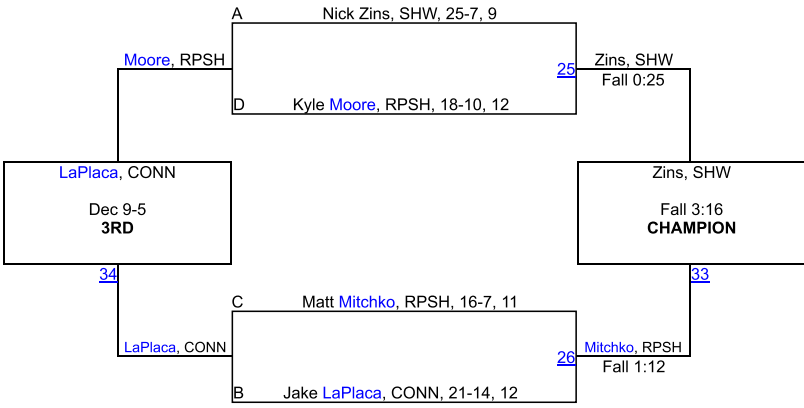 A
Nick Zins, SHW, 25-7, 9
Moore, RPSH
25
Zins, SHW
Fall 0:25
D
Kyle Moore, RPSH, 18-10, 12
LaPlaca, CONN
Dec 9-5
3RD
Zins, SHW
Fall 3:16
CHAMPION
34
33
C
Matt Mitchko, RPSH, 16-7, 11
LaPlaca, CONN
26
Mitchko, RPSH
Fall 1:12
B
Jake LaPlaca, CONN, 21-14, 12